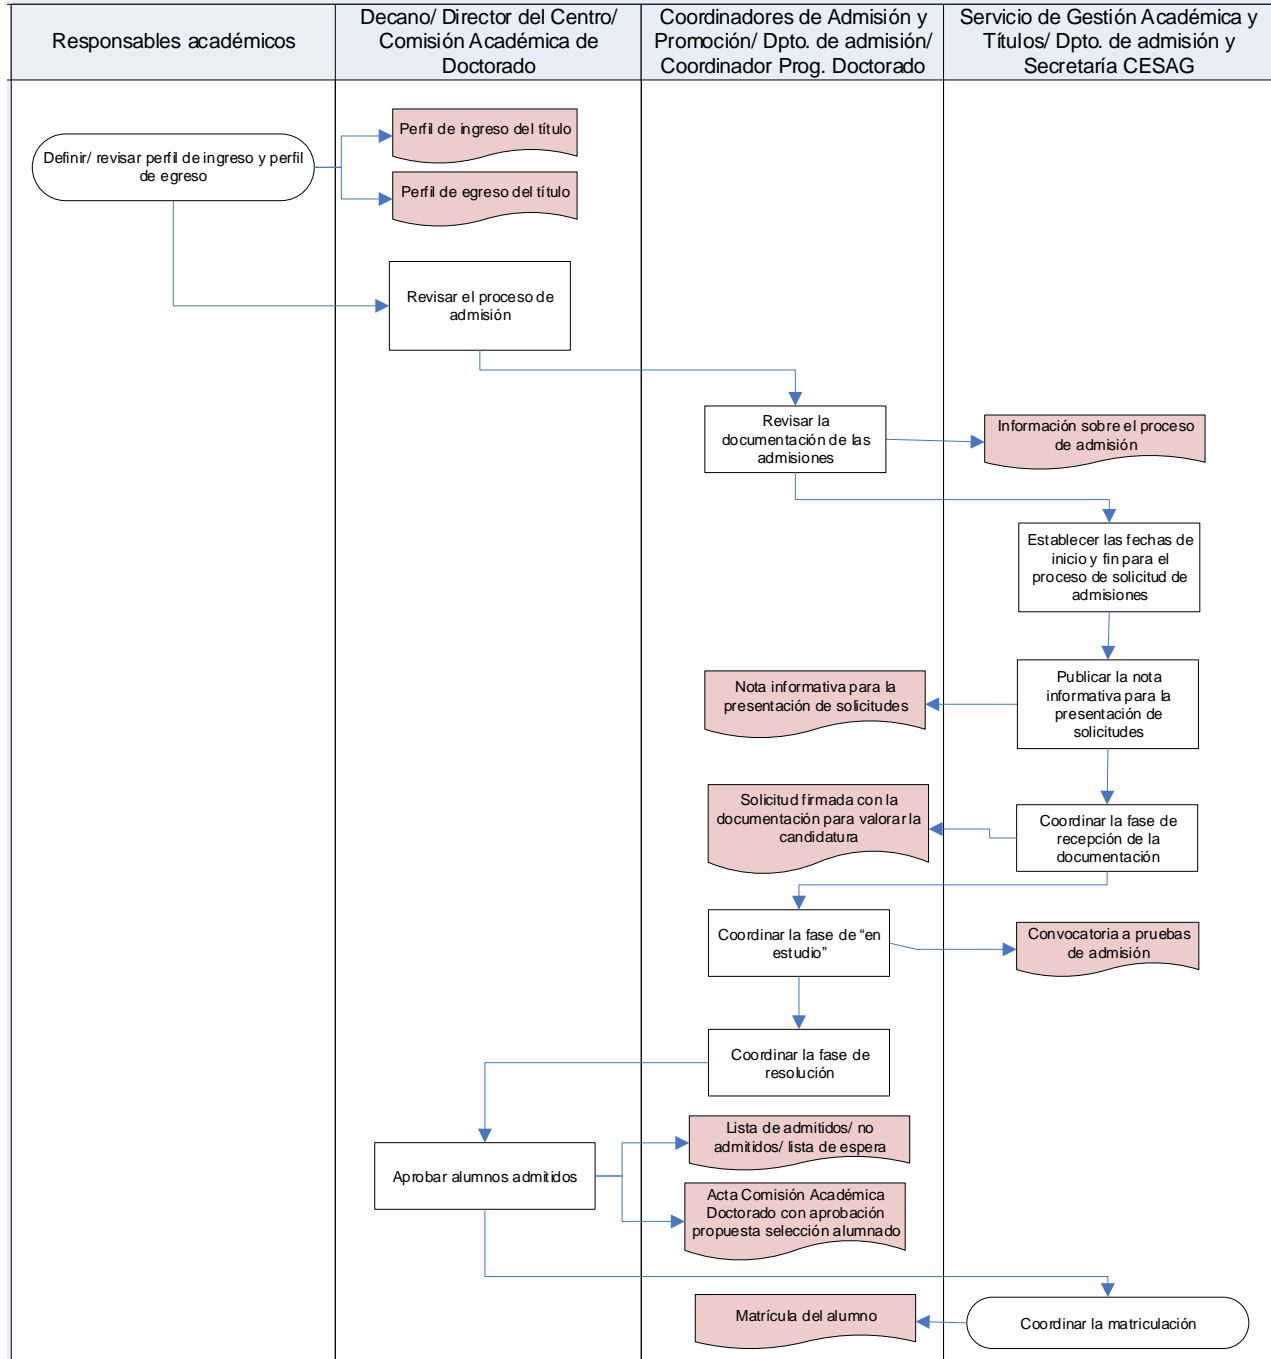 Responsables académicos
Decano/ Director del Centro/
Comisión Académica de
Doctorado
Coordinadores de Admisión y
Promoción/ Dpto. de admisión/
Coordinador Prog. Doctorado
Servicio de Gestión Académica y
Títulos/ Dpto. de admisión y
Secretaría CESAG
Definir/ revisar perfil de ingreso y perfil
de egreso
Perfil de ingreso del título
Perfil de egreso del título
Revisar el proceso de
admisión
Revisar la
documentación de las
admisiones
Información sobre el proceso
de admisión
Establecer las fechas de
inicio y fin para el
proceso de solicitud de
admisiones
Publicar la nota
informativa para la
presentación de
solicitudes
Nota informativa para la
presentación de solicitudes
Coordinar la fase de
recepción de la
documentación
Solicitud firmada con la
documentación para valorar la
candidatura
Coordinar la fase de “en
estudio”
Convocatoria a pruebas
de admisión
Coordinar la fase de
resolución
Aprobar alumnos admitidos
Lista de admitidos/ no
admitidos/ lista de espera
Acta Comisión Académica
Doctorado con aprobación
propuesta selección alumnado
Coordinar la matriculación
Matrícula del alumno